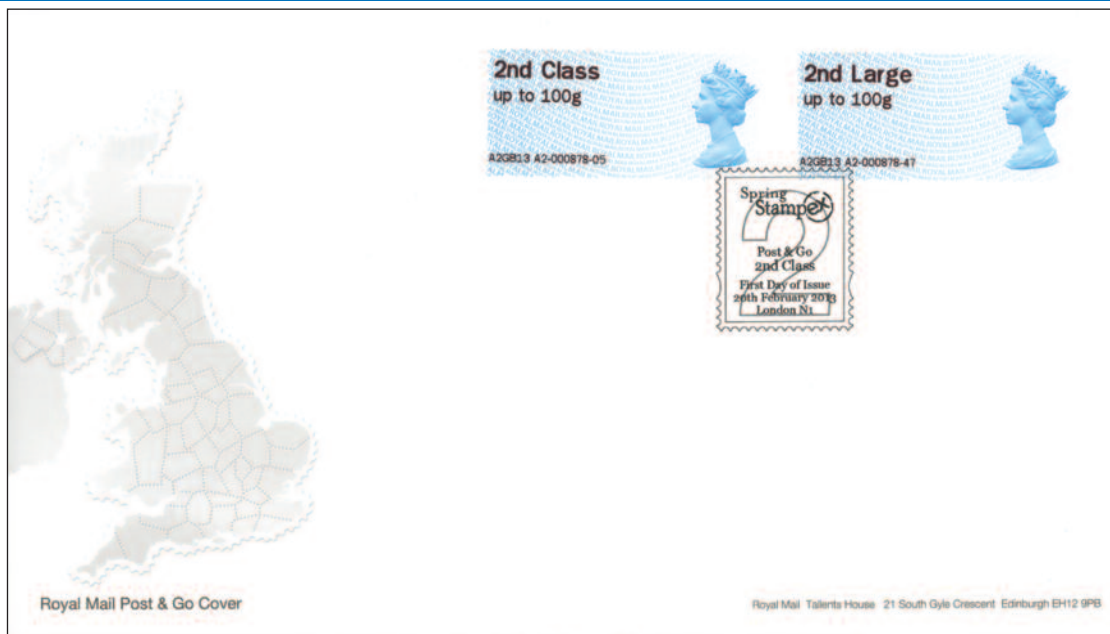 2nd Class
up to 100g
A2GB13 A2-000878-05
2nd Large
up to 100g
A2GB13 A2-000878-47
Spring
Stampex
Post & Go
2nd Class
First Day of Issue
20th February 2013
London N1
Royal Mail Post & Go Cover
Royal Mail Tallents House 21 South Gyle Crescent Edinburgh EH12 9PB